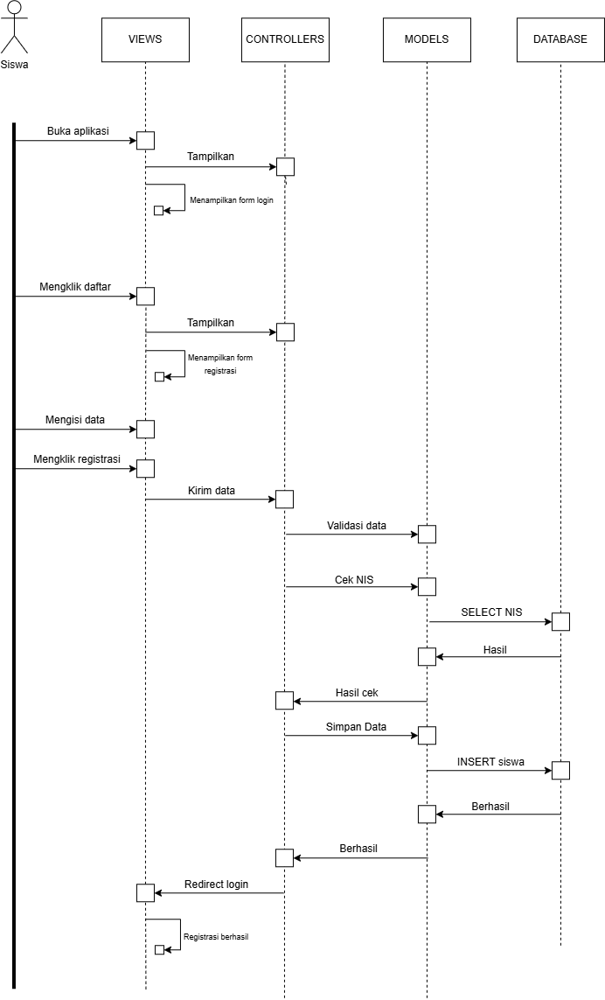 Siswa
VIEWS
CONTROLLERS
MODELS
DATABASE
Buka aplikasi
Tampilkan
Menampilkan form login
Mengklik daftar
Tampilkan
Menampilkan form
registrasi
Mengisi data
Mengklik registrasi
Kirim data
Validasi data
Cek NIS
SELECT NIS
Hasil
Hasil cek
Simpan Data
INSERT siswa
Berhasil
Berhasil
Redirect login
Registrasi berhasil